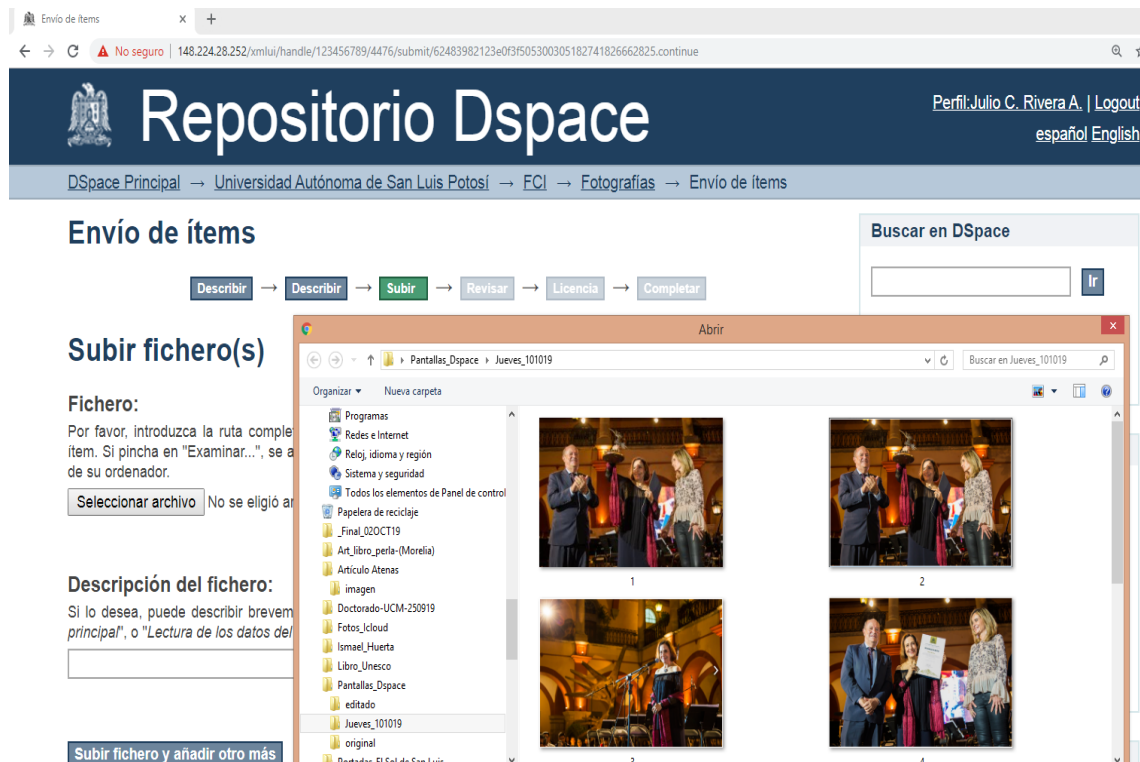 Envío de ítems
No seguro | 148.224.28.252/xmlui/handle/123456789/4476/submit/62483982123e0f3f505300305182741826662825.continue
Repositorio Dspace
Perfil:Julio C. Rivera A. | Logout
español English
DSpace Principal → Universidad Autónoma de San Luis Potosí → FCI → Fotografías → Envío de ítems
Envío de ítems
Buscar en DSpace
Describir → Describir → Subir → Revisar → Licencia → Completar
Ir
Subir fichero(s)
Fichero:
Por favor, introduzca la ruta comple
ítem. Si pincha en "Examinar...", se a
de su ordenador.
Seleccionar archivo No se eligió ar
Descripción del fichero:
Si lo desea, puede describir brevem
principal", o "Lectura de los datos del
Subir fichero y añadir otro más
Abrir
Pantallas_Dspace Jueves_101019
Buscar en Jueves_101019
Organizar Nueva carpeta
Programas
Redes e Internet
Reloj, idioma y región
Sistema y seguridad
Todos los elementos de Panel de control
Papelera de reciclaje
_Final_02OCT19
Art_libro_perla-(Morelia)
Artículo Atenas
imagen
Doctorado-UCM-250919
Fotos_Icloud
Ismael_Huerta
Libro_Unesco
Pantallas_Dspace
editado
Jueves_101019
original
Portadas_El Sol de San Luis
1
2
3
4